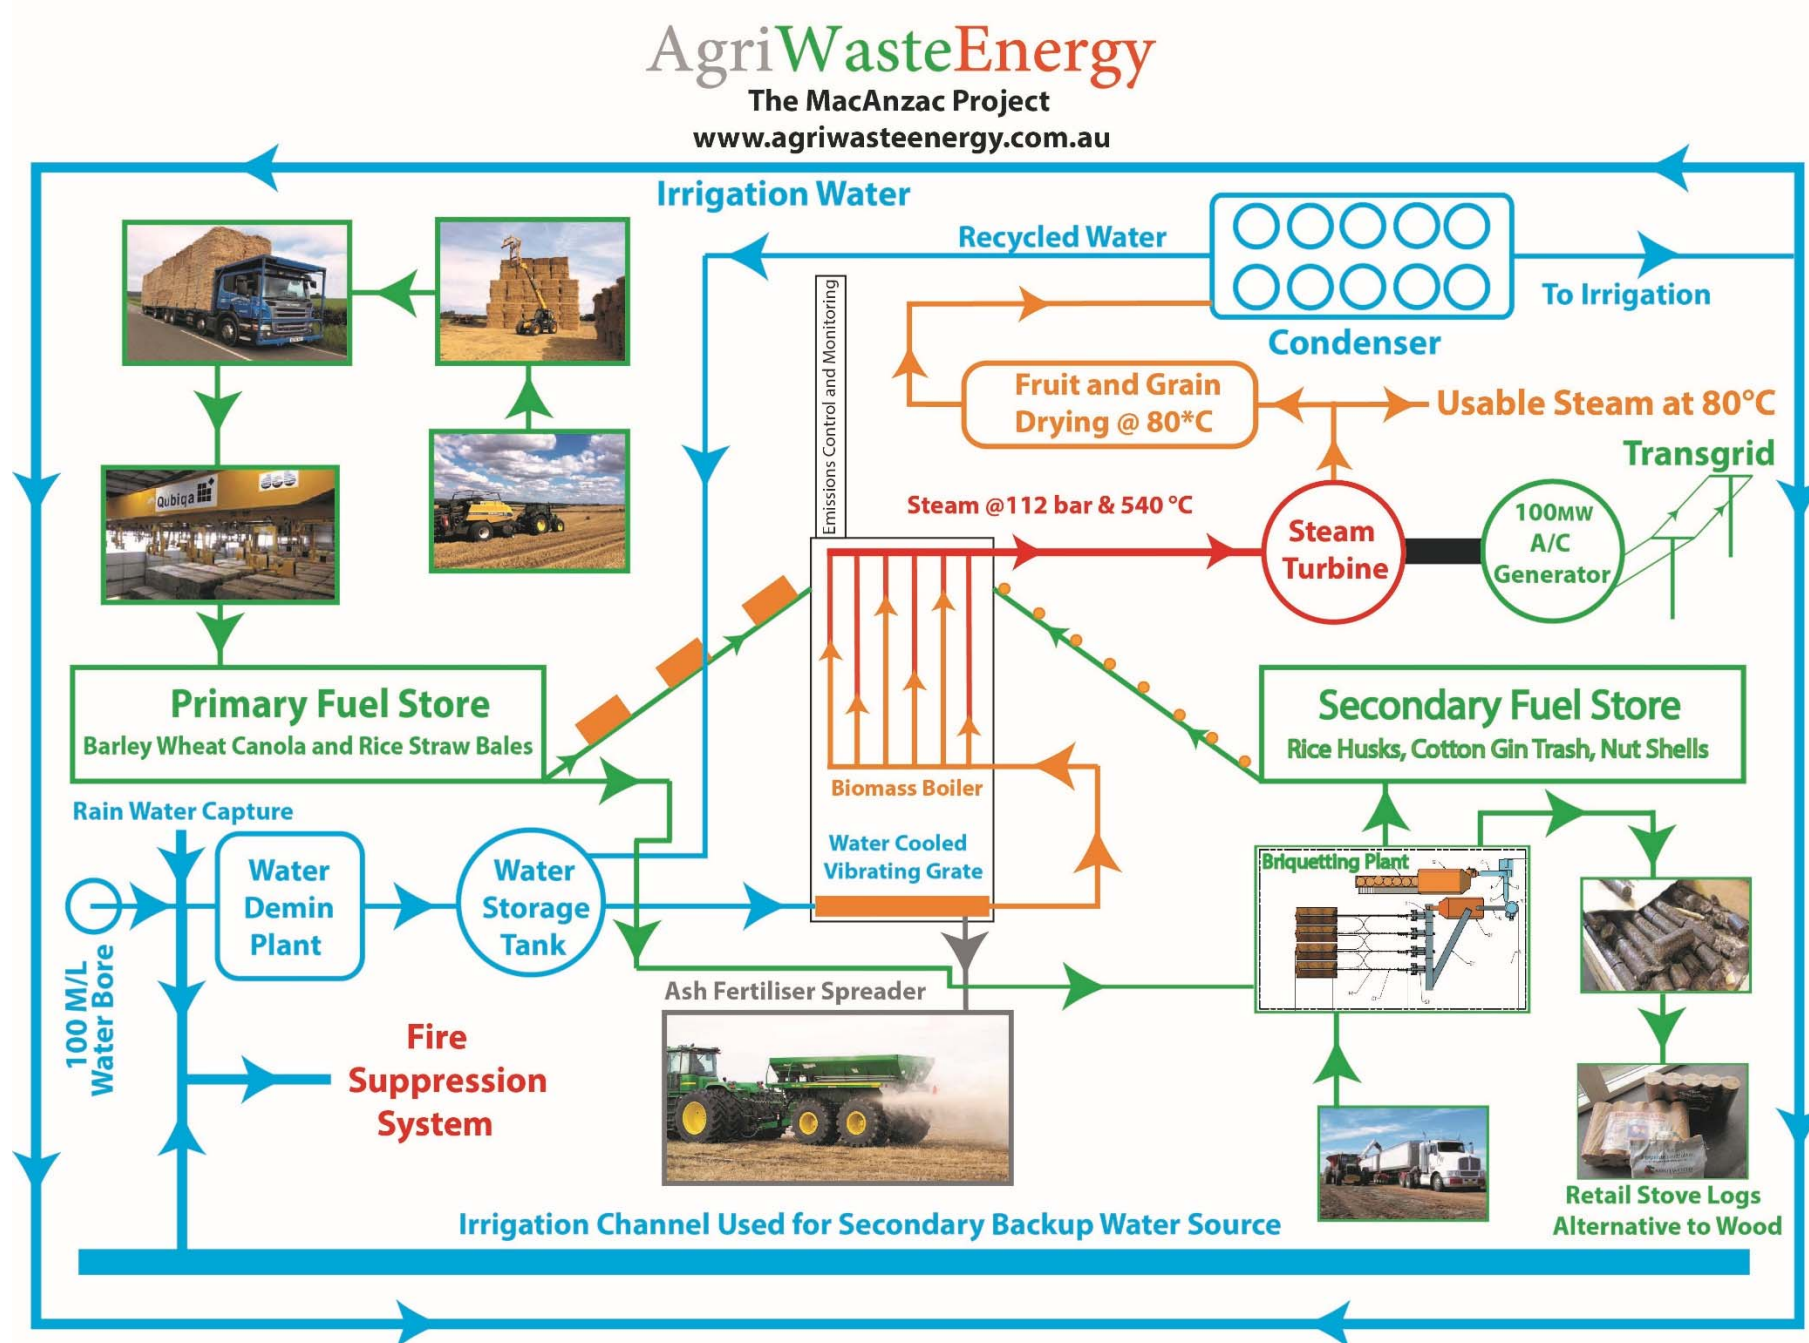 AgriWasteEnergy
The MacAnzac Project
www.agriwasteenergy.com.au
Irrigation Water
Recycled Water
To Irrigation
Condenser
Emissions Control and Monitoring
Fruit and Grain
Drying @ 80*C
Usable Steam at 80°C
Transgrid
Qubiqa
Steam @112 bar & 540 °C
Steam
Turbine
100MW
A/C
Generator
Primary Fuel Store
Barley Wheat Canola and Rice Straw Bales
Secondary Fuel Store
Rice Husks, Cotton Gin Trash, Nut Shells
Biomass Boiler
Water Cooled
Vibrating Grate
Rain Water Capture
Water
Demin
Plant
Water
Storage
Tank
100 M/L
Water Bore
Briquetting Plant
Ash Fertiliser Spreader
Fire
Suppression
System
Retail Stove Logs
Alternative to Wood
Irrigation Channel Used for Secondary Backup Water Source